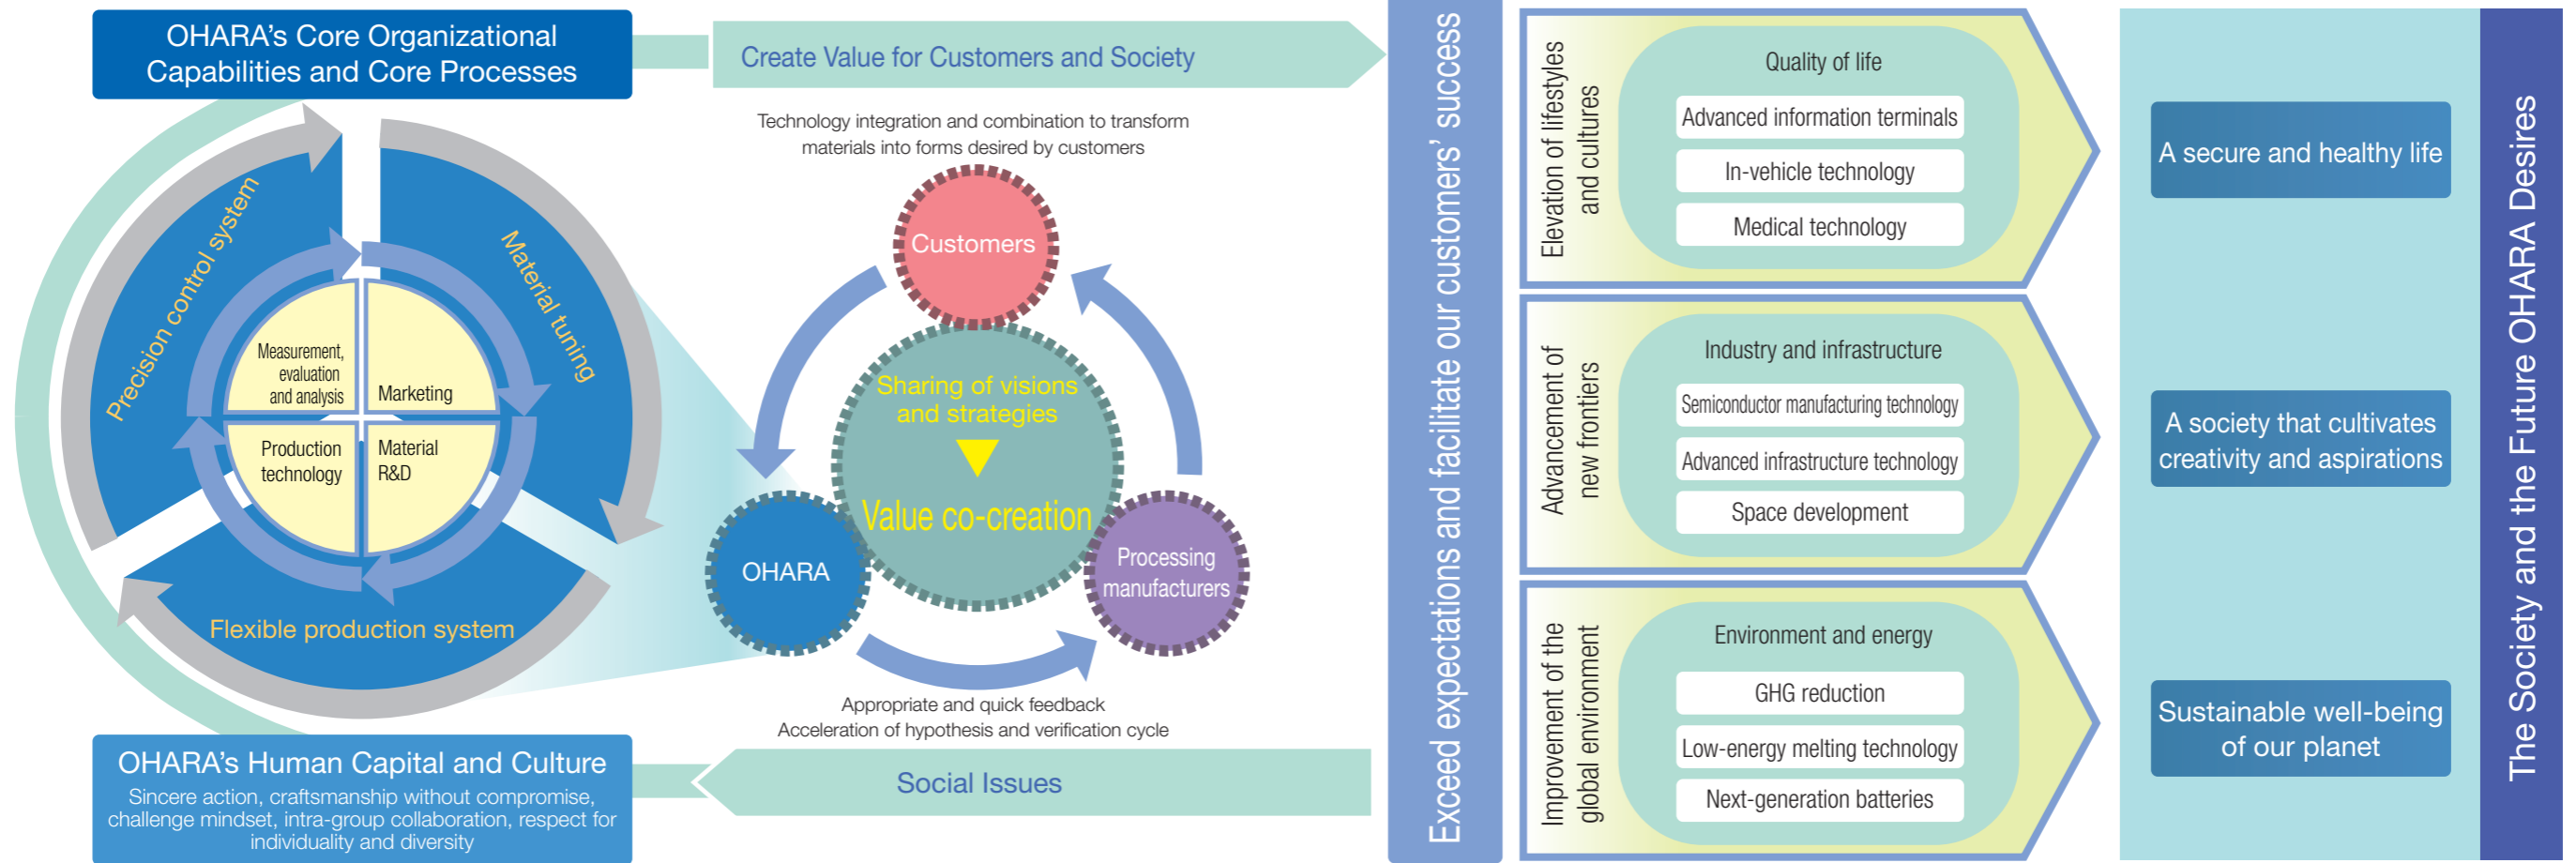 OHARA's Core Organizational
Capabilities and Core Processes
Precision control system
Material tuning
Flexible production system
Measurement,
evaluation
and analysis
Marketing
Production
technology
Material
R&D
OHARA's Human Capital and Culture
Sincere action, craftsmanship without compromise,
challenge mindset, intra-group collaboration, respect for
individuality and diversity
Create Value for Customers and Society
Technology integration and combination to transform
materials into forms desired by customers
Customers
Sharing of visions
and strategies
Value co-creation
OHARA
Processing
manufacturers
Appropriate and quick feedback
Acceleration of hypothesis and verification cycle
Social Issues
Exceed expectations and facilitate our customers' success
Elevation of lifestyles
and cultures
Quality of life
Advanced information terminals
In-vehicle technology
Medical technology
Advancement of
new frontiers
Industry and infrastructure
Semiconductor manufacturing technology
Advanced infrastructure technology
Space development
Improvement of the
global environment
Environment and energy
GHG reduction
Low-energy melting technology
Next-generation batteries
A secure and healthy life
A society that cultivates
creativity and aspirations
Sustainable well-being
of our planet
The Society and the Future OHARA Desires